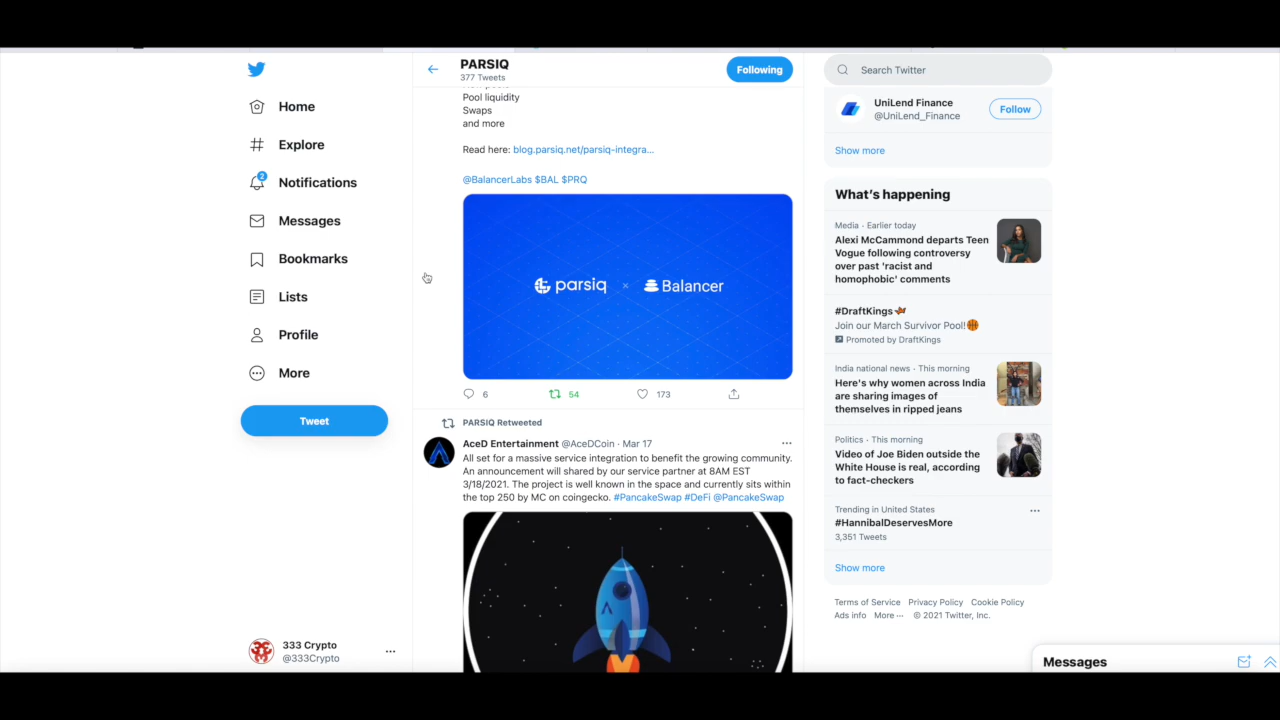 Home
Explore
2
Notifications
Messages
Bookmarks
Lists
Profile
More
Tweet
333 Crypto
@333Crypto
PARSIQ
377 Tweets
Following
Pool liquidity
Swaps
and more
Read here: blog.parsiq.net/parsiq-integra...
@BalancerLabs $BAL $PRQ
parsiq × Balancer
6 54 173
PARSIQ Retweeted
AceD Entertainment @AceDCoin · Mar 17
All set for a massive service integration to benefit the growing community.
An announcement will shared by our service partner at 8AM EST
3/18/2021. The project is well known in the space and currently sits within
the top 250 by MC on coingecko. #PancakeSwap #DeFi @PancakeSwap
Search Twitter
UniLend Finance
@UniLend_Finance
Follow
Show more
What's happening
Media · Earlier today
Alexi McCammond departs Teen
Vogue following controversy
over past 'racist and
homophobic' comments
#DraftKings
Join our March Survivor Pool!
Promoted by DraftKings
India national news · This morning
Here's why women across India
are sharing images of
themselves in ripped jeans
Politics · This morning
Video of Joe Biden outside the
White House is real, according
to fact-checkers
Trending in United States
#HannibalDeservesMore
3,351 Tweets
Show more
Terms of Service Privacy Policy Cookie Policy
Ads info More ··· © 2021 Twitter, Inc.
Messages